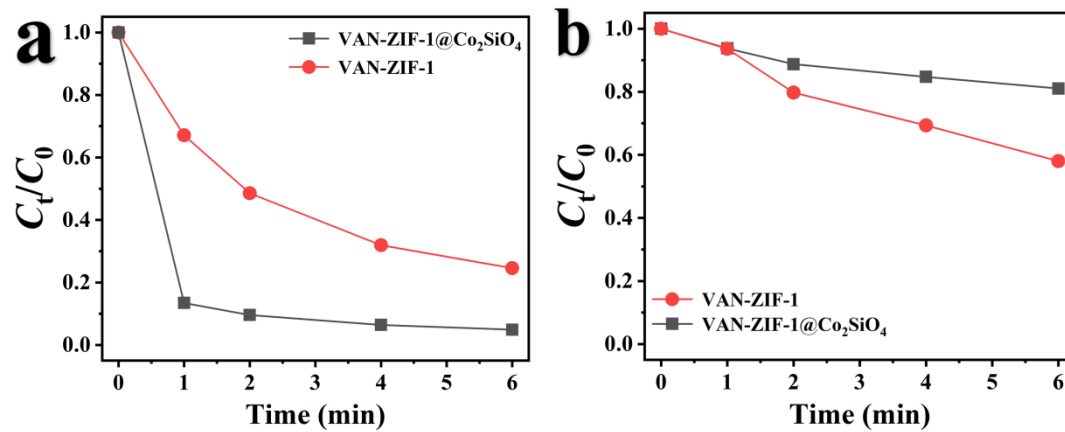 a
VAN-ZIF-1@Co₂SiO₄
VAN-ZIF-1
1.0
0.8
0.6
0.4
0.2
0.0
Cₜ/C₀
0 1 2 3 4 5 6
Time (min)
b
1.0
0.8
0.6
0.4
0.2
0.0
Cₜ/C₀
VAN-ZIF-1
VAN-ZIF-1@Co₂SiO₄
0 1 2 3 4 5 6
Time (min)